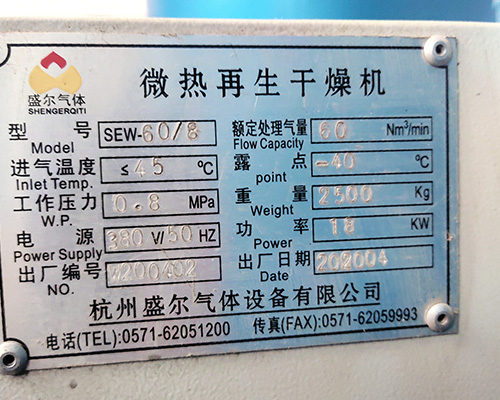 盛尔气体
SHENGERQITI
微热再生干燥机
型 号 SEW-60/8 额定处理气量 60 Nm³/min
Model Flow Capacity
进气温度 ≤45 ℃ 露 点 -40 ℃
Inlet Temp. point
工作压力 0.8 MPa 重 量 2500 Kg
W.P. Weight
电 源 380 V/50 HZ 功 率 18 KW
Power Supply Power
出厂编号 W200402 出厂日期 202004
NO. Date
杭州盛尔气体设备有限公司
电话(TEL):0571-62051200 传真(FAX):0571-62059993